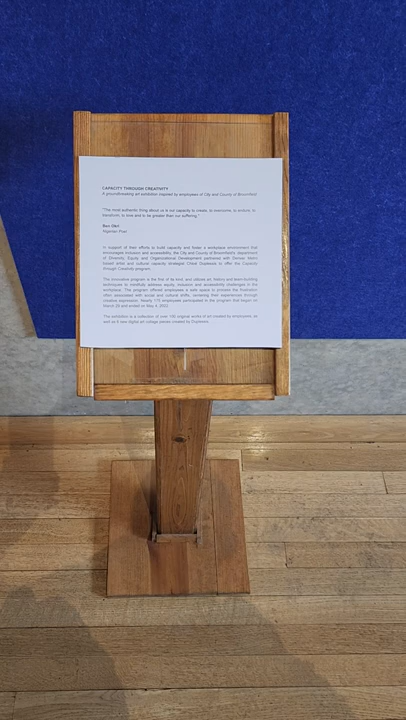 CAPACITY THROUGH CREATIVITY
A groundbreaking art exhibition inspired by employees of City and County of Broomfield
"The most authentic thing about us is our capacity to create, to overcome, to endure, to
transform, to love and to be greater than our suffering."
Ben Okri
Nigerian Poet
In support of their efforts to build capacity and foster a workplace environment that
encouraged inclusion and accessibility, the City and County of Broomfield's department
of Diversity, Equity and Organizational Development partnered with Denver based
artist and cultural capacity strategist to offer the Capacity
through Creativity program.
The innovative program is the first of its kind, and utilizes art, history and team-building
techniques to candidly address equity, inclusion and accessibility challenges in the
workplace. The program offered employees a safe space to process the frustration
often associated with social and cultural shifts, their experiences through
creative expression. Nearly 175 employees participated in the program that began on
March 29 and ended on May 4, 2022.
The exhibition is a collection of over 100 original works of art created by employees, as
well as 6 new digital art collage pieces created by